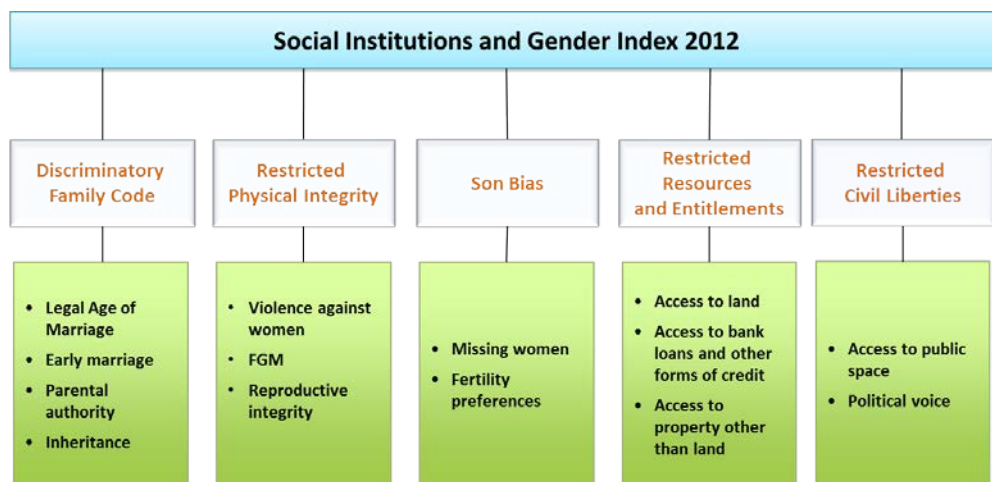 Social Institutions and Gender Index 2012
Discriminatory
Family Code
Restricted
Physical Integrity
Son Bias
Restricted
Resources
and Entitlements
Restricted
Civil Liberties
• Legal Age of
Marriage
• Early marriage
• Parental
authority
• Inheritance
• Violence against
women
• FGM
• Reproductive
integrity
• Missing women
• Fertility
preferences
• Access to land
• Access to bank
loans and other
forms of credit
• Access to
property other
than land
• Access to public
space
• Political voice